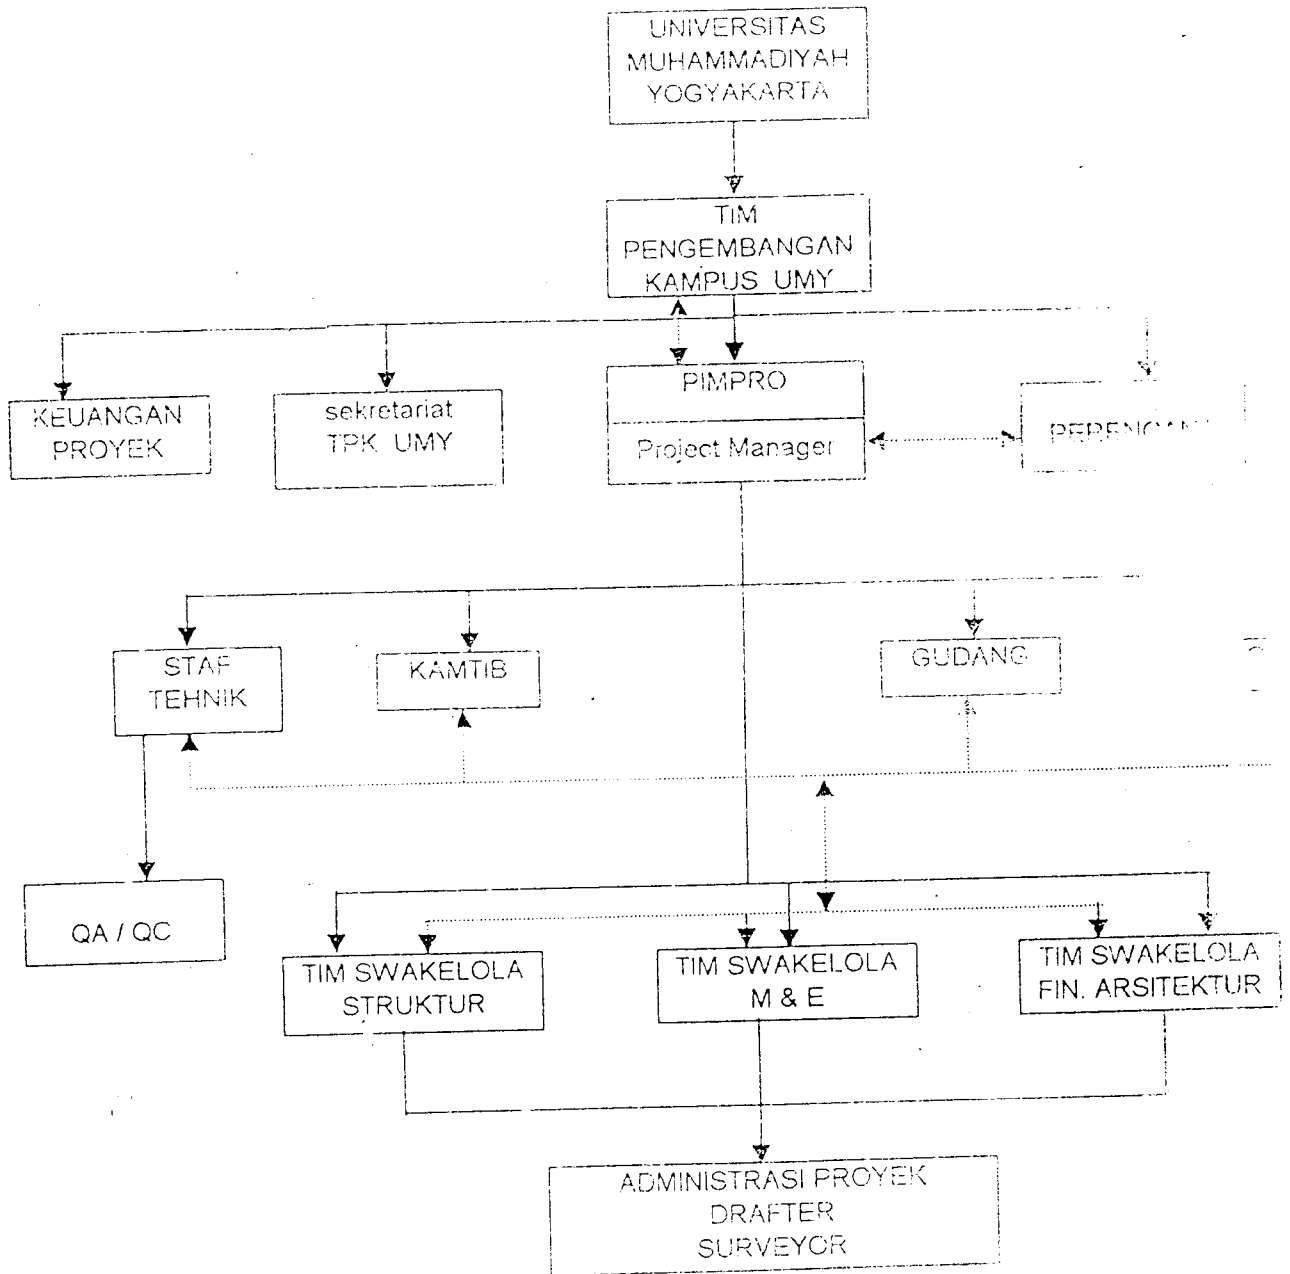 UNIVERSITAS
MUHAMMADIYAH
YOGYAKARTA
TIM
PENGEMBANGAN
KAMPUS UMY
KEUANGAN
PROYEK
sekretariat
TPK UMY
PIMPRO
Project Manager
STAF
TEHNIK
KAMTIB
GUDANG
QA / QC
TIM SWAKELOLA
STRUKTUR
TIM SWAKELOLA
M & E
TIM SWAKELOLA
FIN. ARSITEKTUR
ADMINISTRASI PROYEK
DRAFTER
SURVEYOR